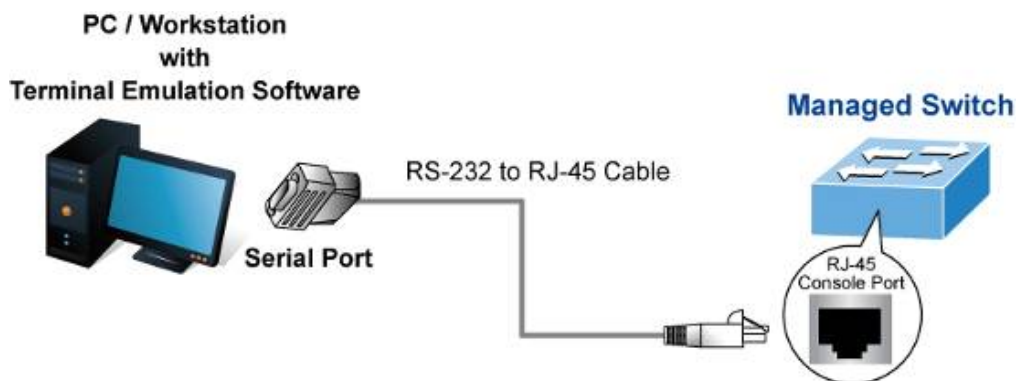 PC / Workstation
with
Terminal Emulation Software
Managed Switch
RS-232 to RJ-45 Cable
Serial Port
RJ-45
Console Port